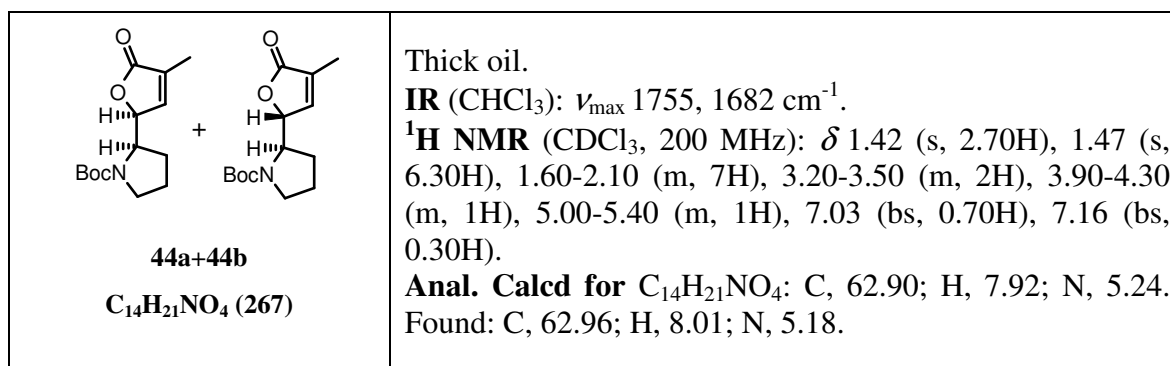 O
O
O
O
H
H
H
H
+
BocN
BocN
44a+44b
C₁₄H₂₁NO₄ (267)
Thick oil.
IR (CHCl₃): νmax 1755, 1682 cm⁻¹.
¹H NMR (CDCl₃, 200 MHz): δ 1.42 (s, 2.70H), 1.47 (s,
6.30H), 1.60-2.10 (m, 7H), 3.20-3.50 (m, 2H), 3.90-4.30
(m, 1H), 5.00-5.40 (m, 1H), 7.03 (bs, 0.70H), 7.16 (bs,
0.30H).
Anal. Calcd for C₁₄H₂₁NO₄: C, 62.90; H, 7.92; N, 5.24.
Found: C, 62.96; H, 8.01; N, 5.18.